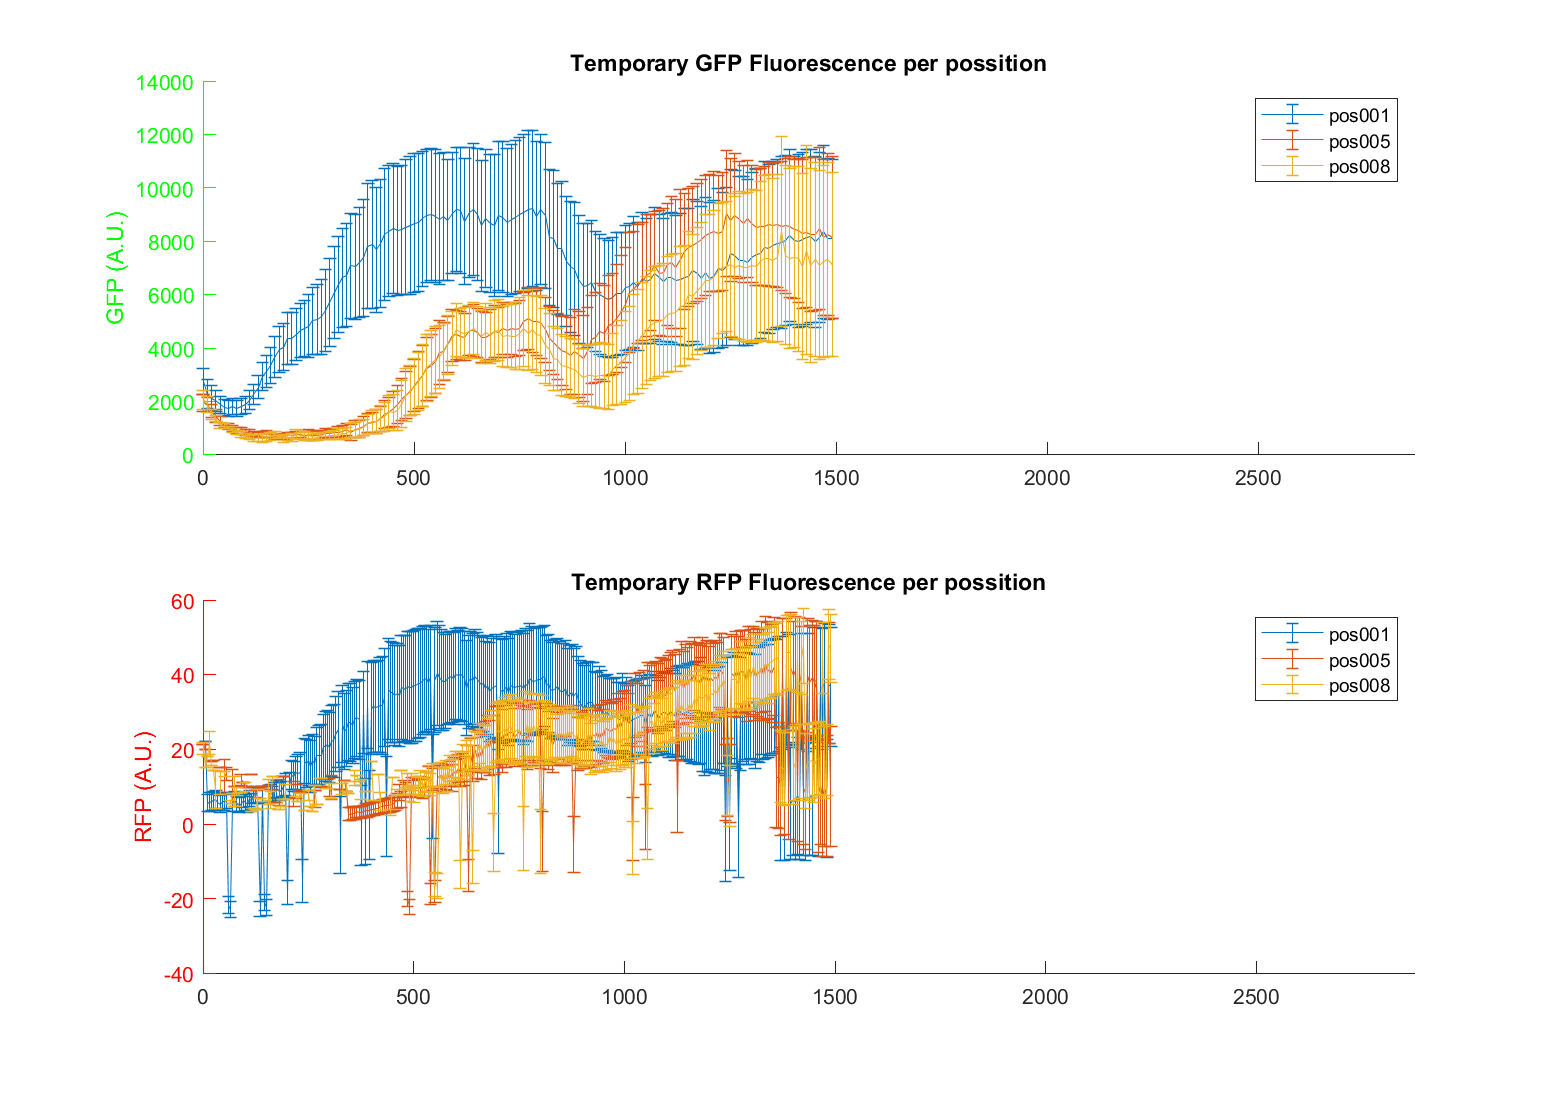 Temporary GFP Fluorescence per possition
14000
12000
10000
8000
6000
4000
2000
0
GFP (A.U.)
0 500 1000 1500 2000 2500
pos001
pos005
pos008
Temporary RFP Fluorescence per possition
60
40
20
0
-20
-40
RFP (A.U.)
0 500 1000 1500 2000 2500
pos001
pos005
pos008